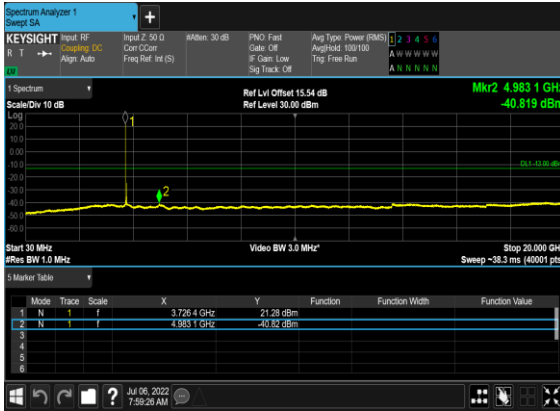 Spectrum Analyzer 1
Swept SA
KEYSIGHT
R T
LV
Input: RF
Coupling: DC
Align: Auto
Input Z: 50 Ω
Corr CCorr
Freq Ref: Int (S)
#Atten: 30 dB
PNO: Fast
Gate: Off
IF Gain: Low
Sig Track: Off
Avg Type: Power (RMS)
Avg|Hold: 100/100
Trig: Free Run
1 2 3 4 5 6
A W W W W W
A N N N N N
1 Spectrum
Scale/Div 10 dB
Ref Lvl Offset 15.54 dB
Ref Level 30.00 dBm
Mkr2 4.983 1 GHz
-40.819 dBm
Log
20.0
10.0
0.00
-10.0
-20.0
-30.0
-40.0
-50.0
-60.0
1
2
DL1 -13.00 dBm
Start 30 MHz
#Res BW 1.0 MHz
Video BW 3.0 MHz*
Stop 20.000 GHz
Sweep ~38.3 ms (40001 pts)
5 Marker Table
Mode Trace Scale X Y Function Function Width Function Value
1 N 1 f 3.726 4 GHz 21.28 dBm
2 N 1 f 4.983 1 GHz -40.82 dBm
3
4
5
6
Jul 06, 2022
7:59:26 AM